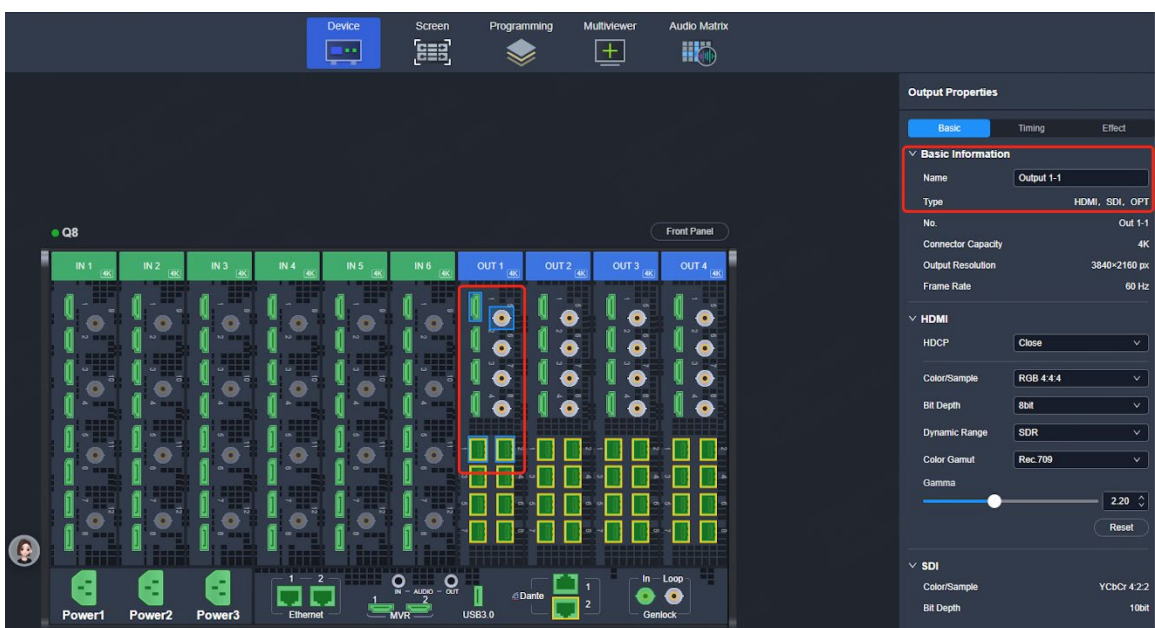 Device Screen Programming Multiviewer Audio Matrix
Output Properties
Basic Timing Effect
Basic Information
Name Output 1-1
Type HDMI, SDI, OPT
No. Out 1-1
Connector Capacity 4K
Output Resolution 3840×2160 px
Frame Rate 60 Hz
HDMI
HDCP Close
Color/Sample RGB 4:4:4
Bit Depth 8bit
Dynamic Range SDR
Color Gamut Rec.709
Gamma
2.20
Reset
SDI
Color/Sample YCbCr 4:2:2
Bit Depth 10bit
Q8 Front Panel
IN 1 4K IN 2 4K IN 3 4K IN 4 4K IN 5 4K IN 6 4K OUT 1 4K OUT 2 4K OUT 3 4K OUT 4 4K
Power1 Power2 Power3
1 2
Ethernet
IN AUDIO OUT
1 2
MVR
USB3.0
Dante
1
2
In Loop
Genlock